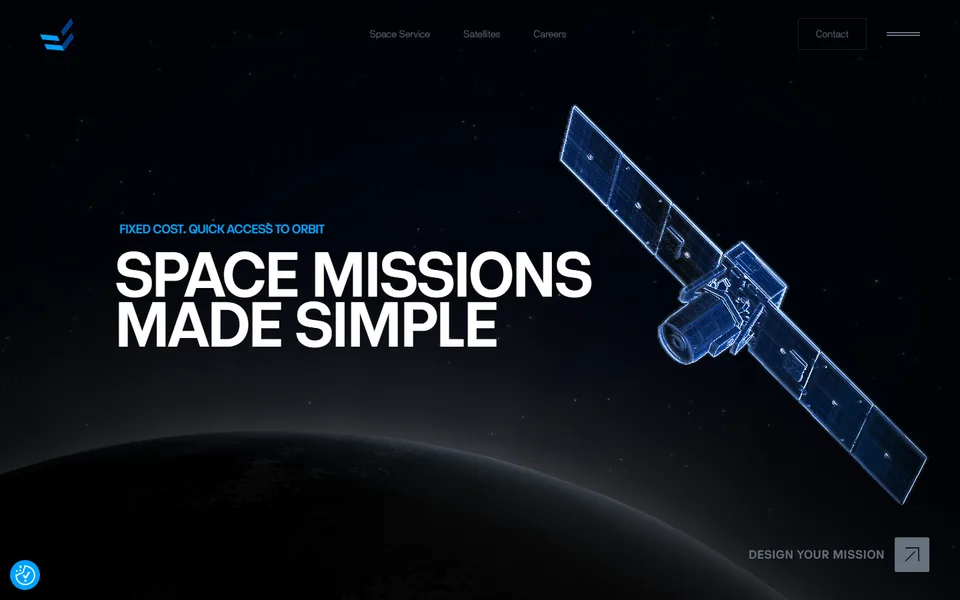 Space Service
Satellites
Careers
Contact
FIXED COST. QUICK ACCESS TO ORBIT
SPACE MISSIONS
MADE SIMPLE
DESIGN YOUR MISSION